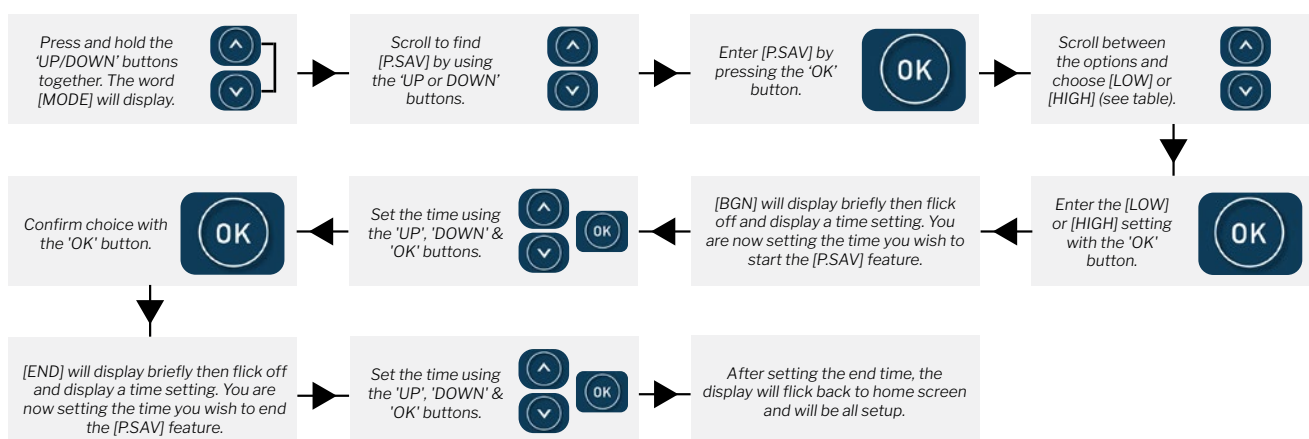 Press and hold the
'UP/DOWN' buttons
together. The word
[MODE] will display.
Scroll to find
[P.SAV] by using
the 'UP or DOWN'
buttons.
Enter [P.SAV] by
pressing the 'OK'
button.
OK
Scroll between
the options and
choose [LOW] or
[HIGH] (see table).
Enter the [LOW]
or [HIGH] setting
with the 'OK'
button.
OK
[BGN] will display briefly then flick
off and display a time setting. You
are now setting the time you wish to
start the [P.SAV] feature.
Set the time using
the 'UP', 'DOWN' &
'OK' buttons.
OK
Confirm choice with
the 'OK' button.
OK
[END] will display briefly then flick off
and display a time setting. You are
now setting the time you wish to end
the [P.SAV] feature.
Set the time using
the 'UP', 'DOWN' &
'OK' buttons.
OK
After setting the end time, the
display will flick back to home screen
and will be all setup.